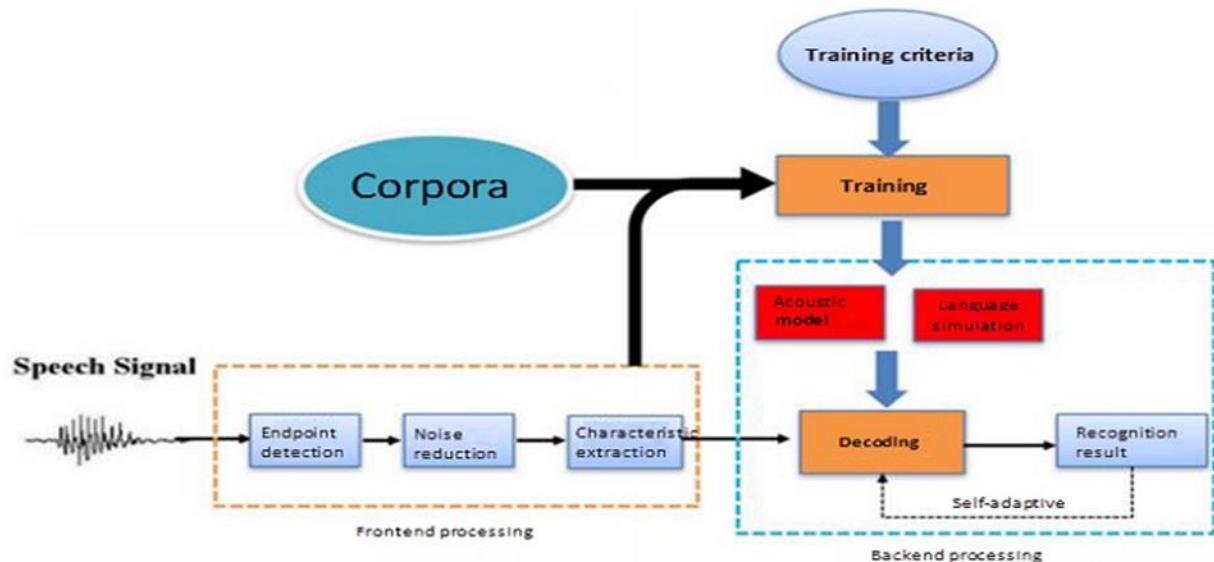 Training criteria
Corpora
Training
Acoustic
model
Language
simulation
Speech Signal
Endpoint
detection
Noise
reduction
Characteristic
extraction
Decoding
Recognition
result
Self-adaptive
Frontend processing
Backend processing